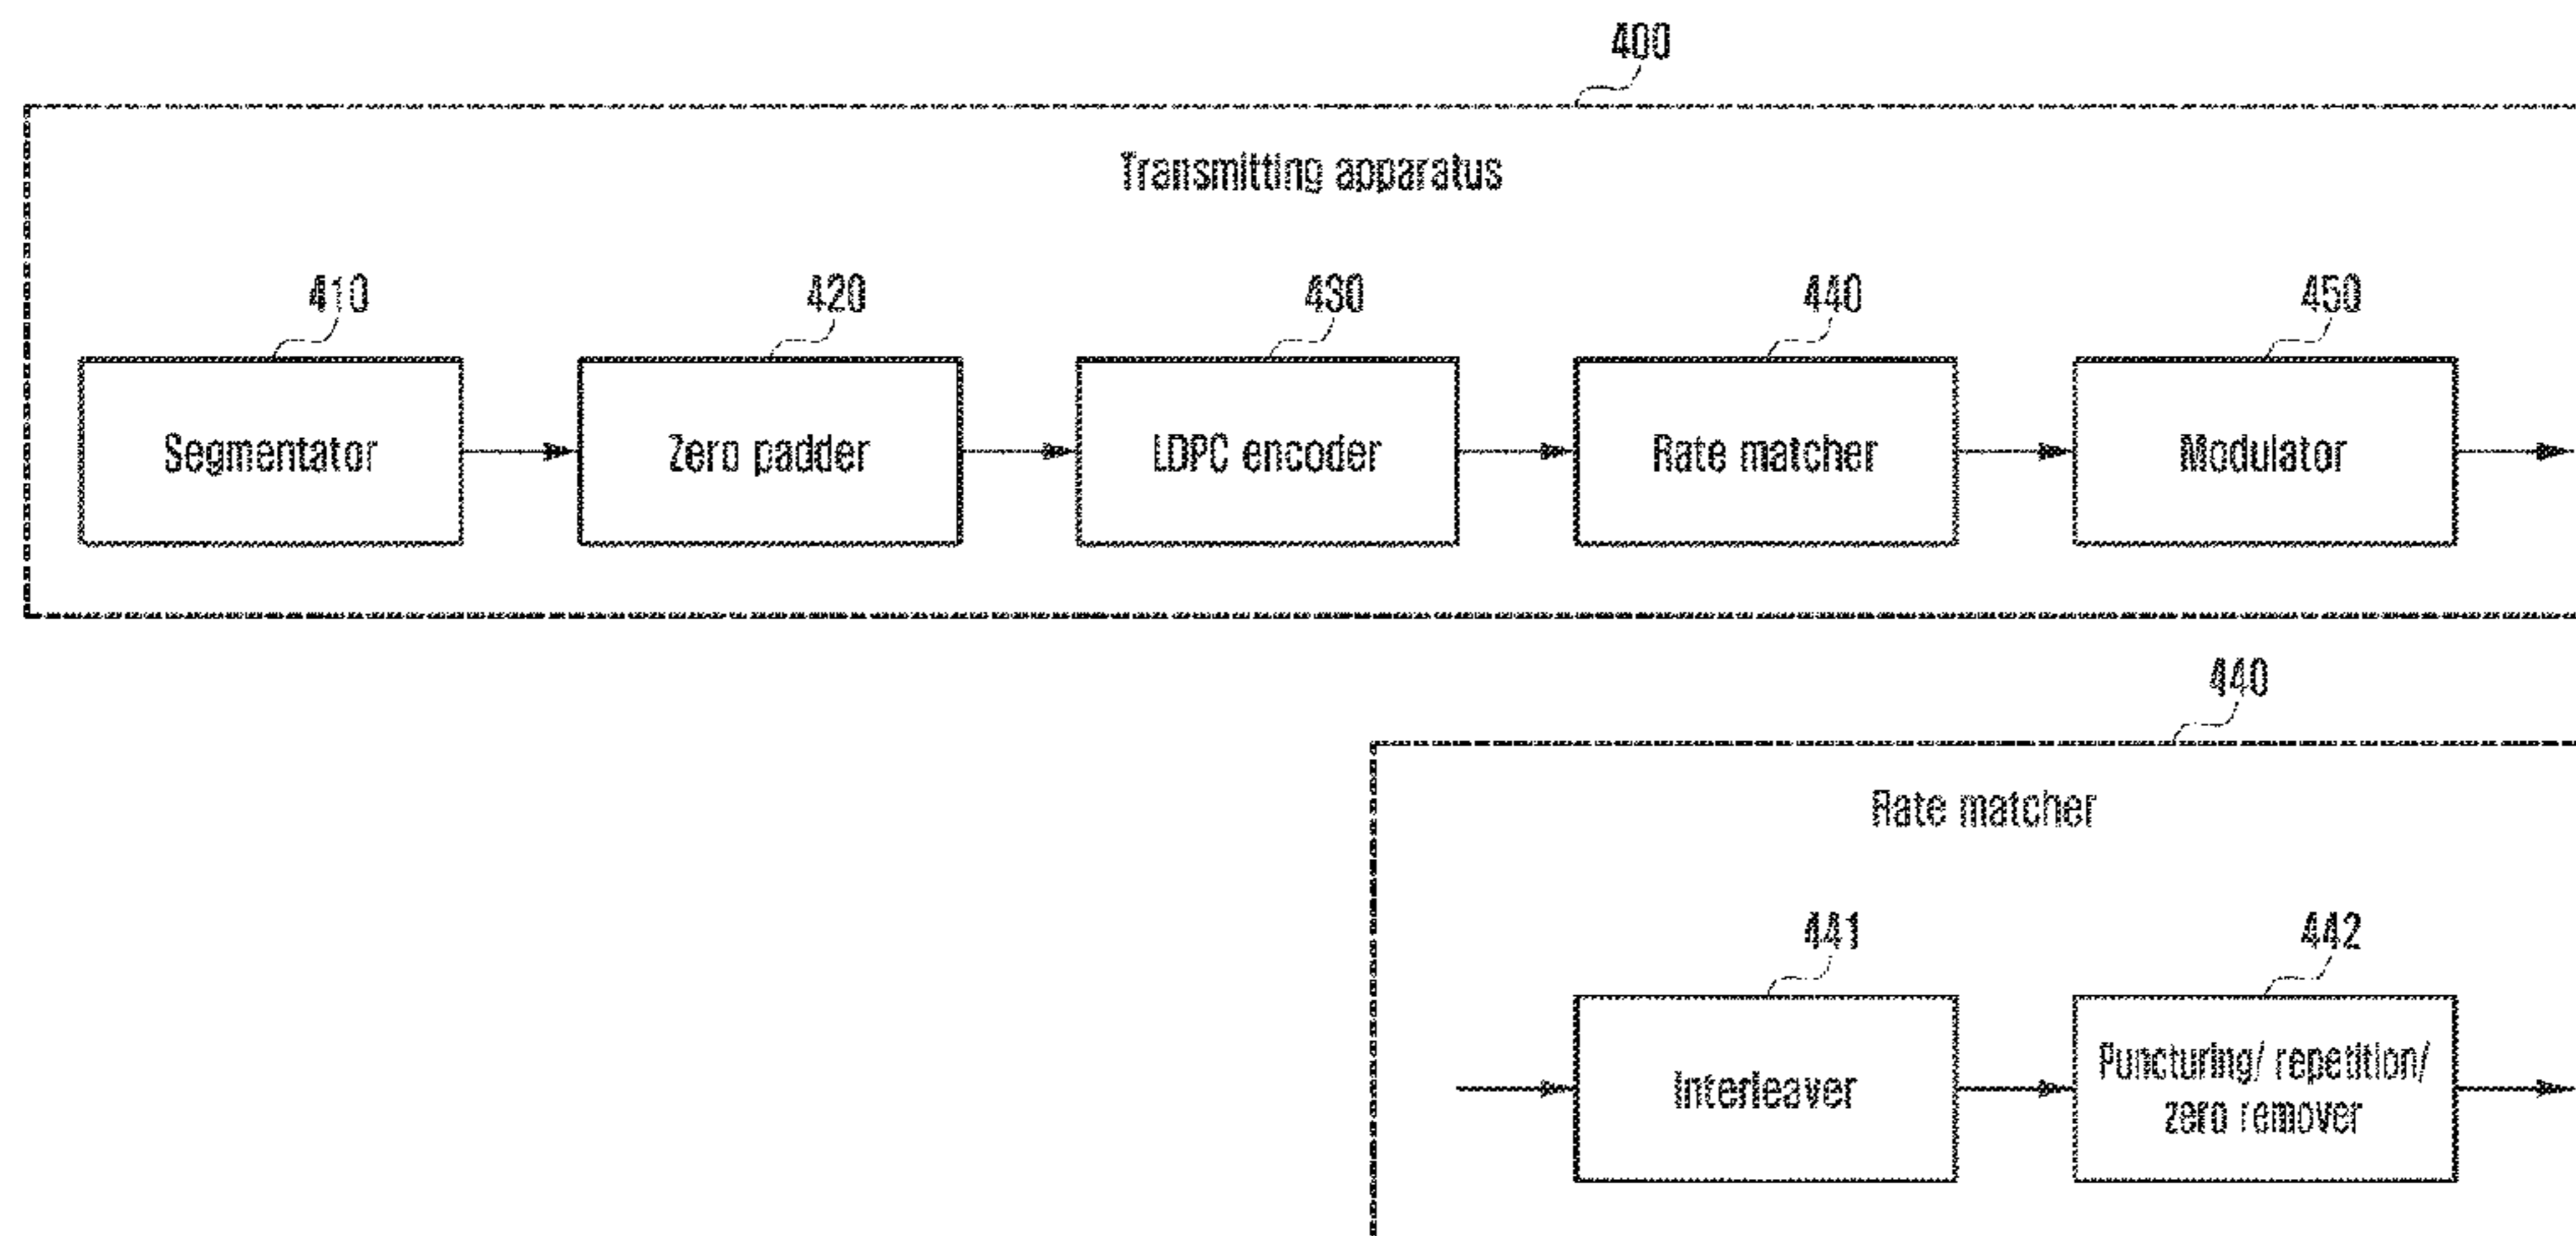 400
Transmitting apparatus
410 420 430 440 450
Segmentator Zero padder LDPC encoder Rate matcher Modulator
440
Rate matcher
441 442
Interleaver Puncturing/ repetition/
zero remover